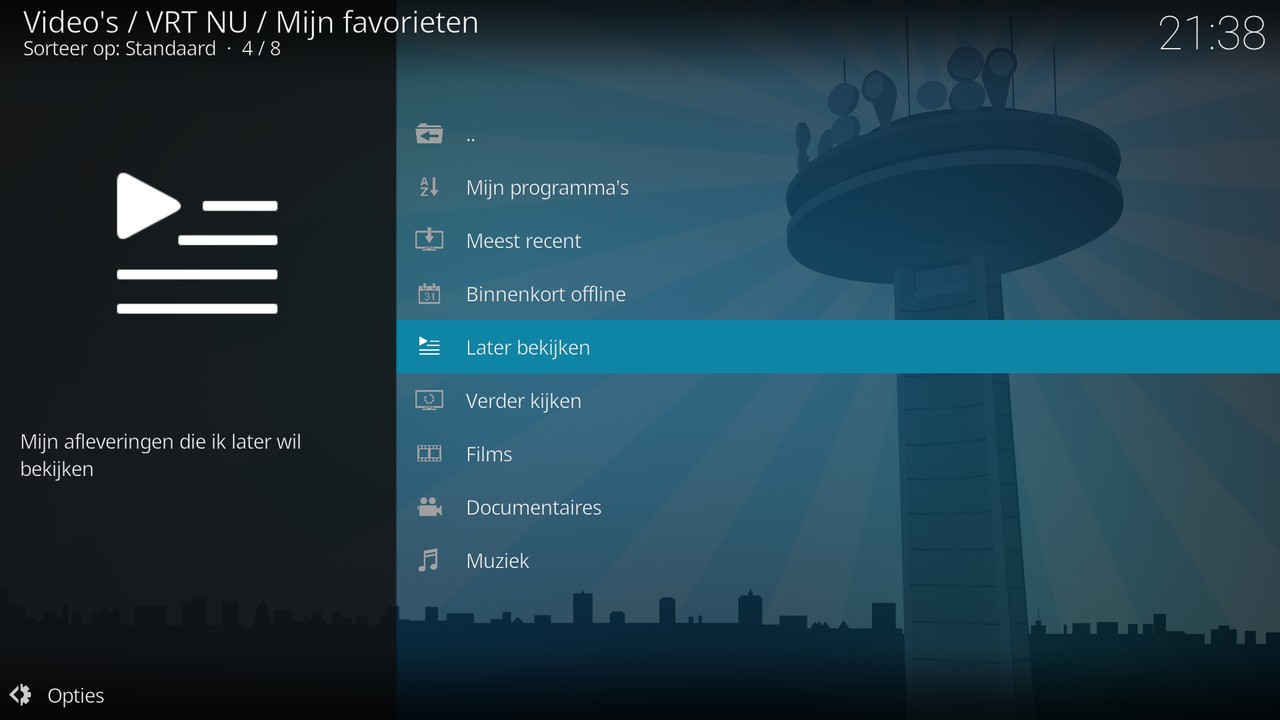 Video's / VRT NU / Mijn favorieten
Sorteer op: Standaard · 4 / 8
21:38
..
Mijn programma's
Meest recent
Binnenkort offline
Later bekijken
Verder kijken
Films
Documentaires
Muziek
Mijn afleveringen die ik later wil
bekijken
Opties